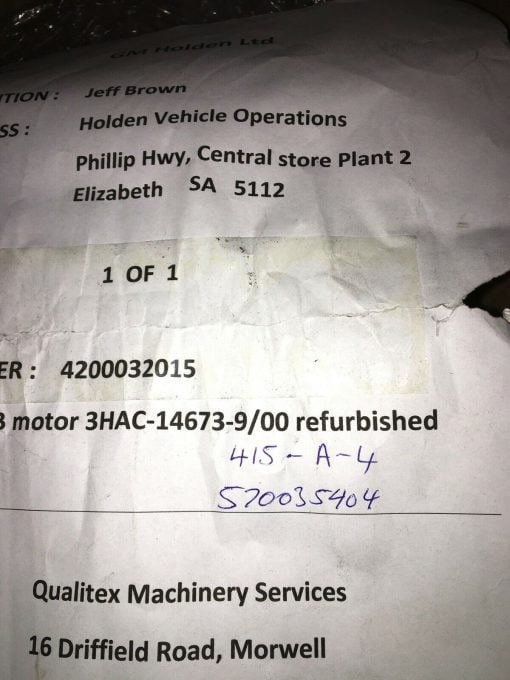 GM Holden Ltd
TION : Jeff Brown
SS : Holden Vehicle Operations
Phillip Hwy, Central store Plant 2
Elizabeth SA 5112
1 OF 1
ER : 4200032015
B motor 3HAC-14673-9/00 refurbished
415-A-4
570035404
Qualitex Machinery Services
16 Driffield Road, Morwell